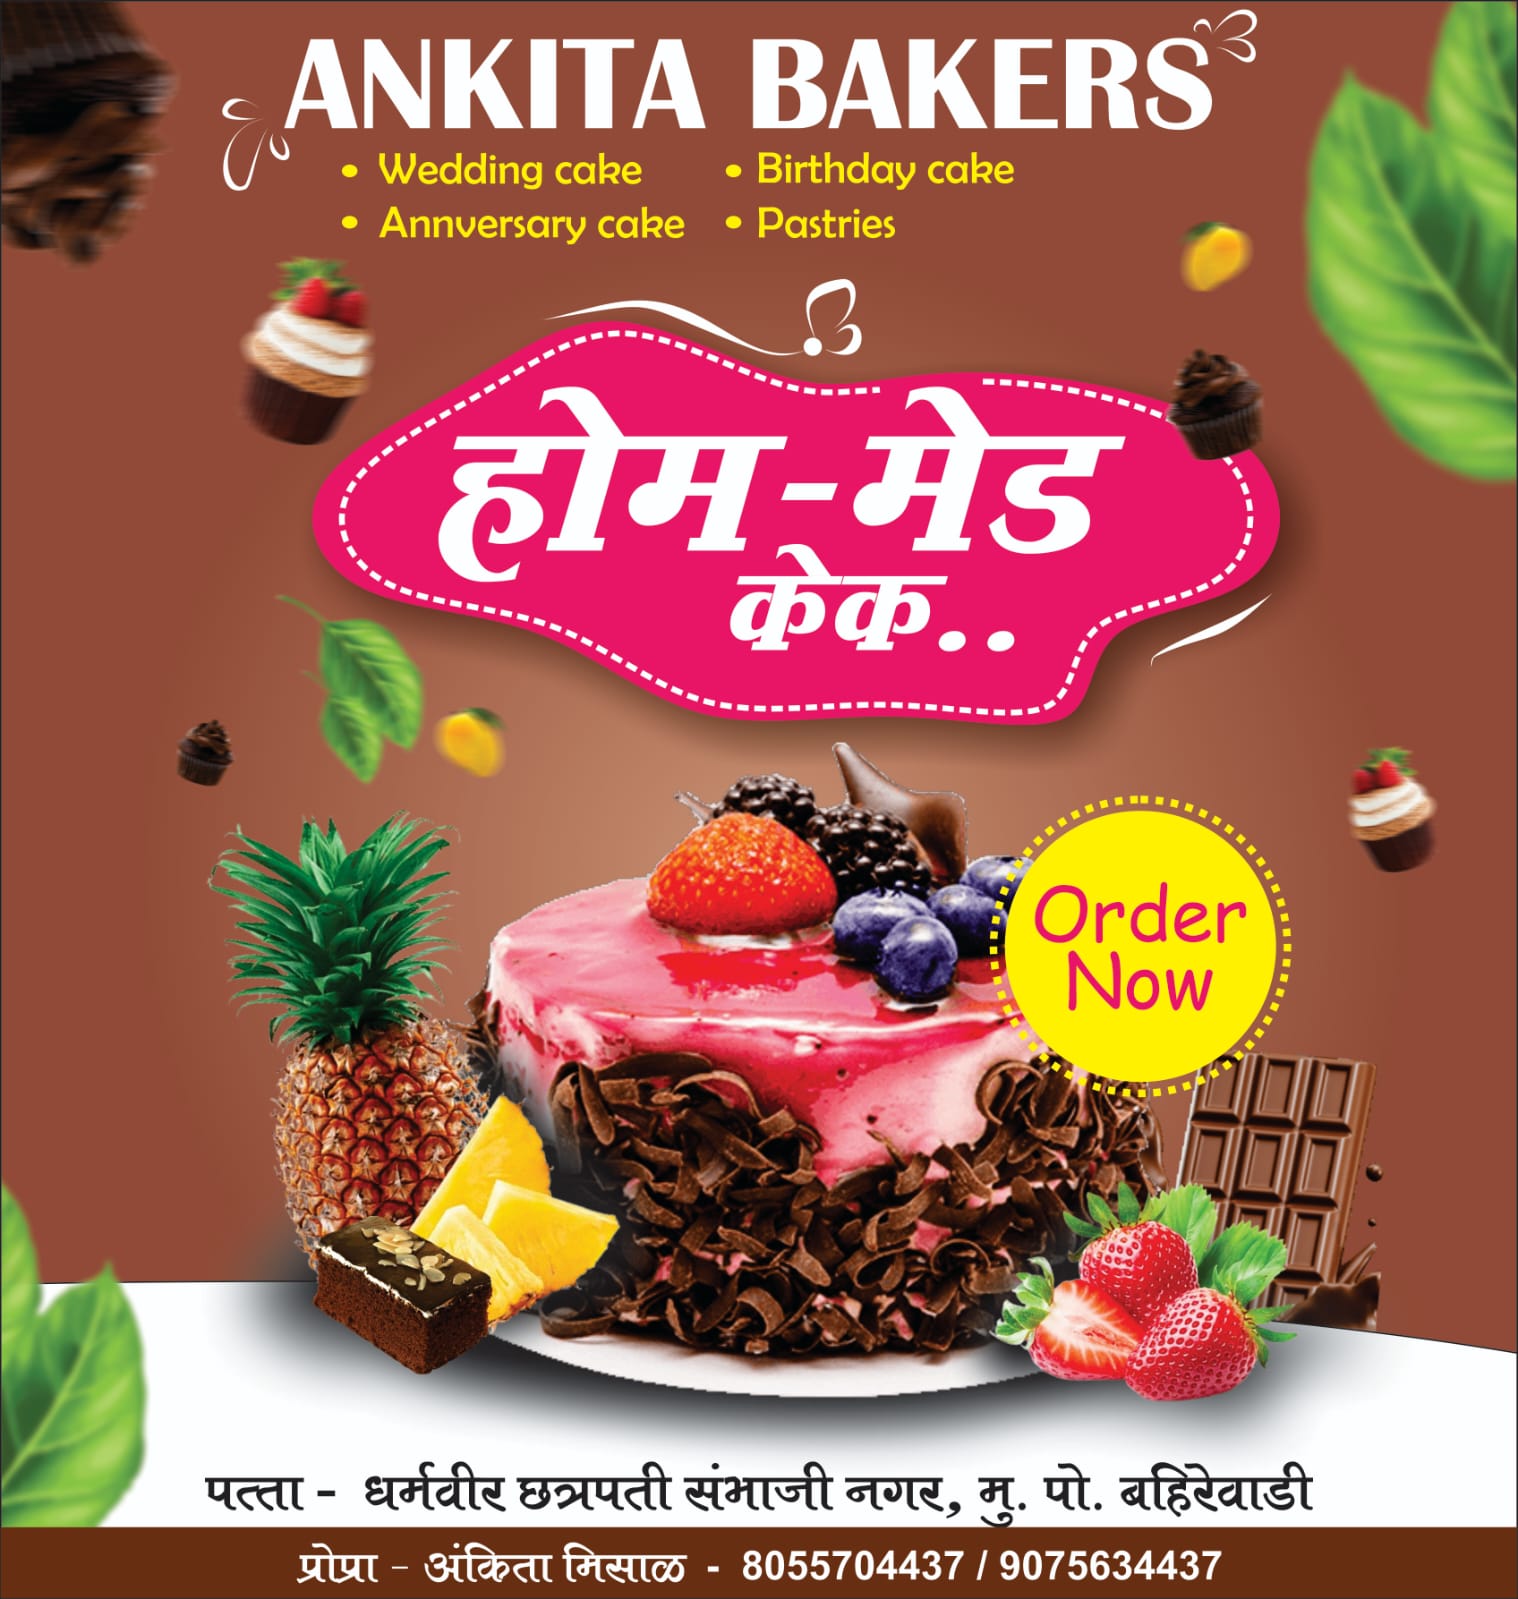 ANKITA BAKERS
• Wedding cake • Birthday cake
• Annversary cake • Pastries
होम-मेड
केक..
Order
Now
पत्ता - धर्मवीर छत्रपती संभाजी नगर, मु. पो. बहिरेवाडी
प्रोप्रा - अंकिता मिसाळ - 8055704437 / 9075634437